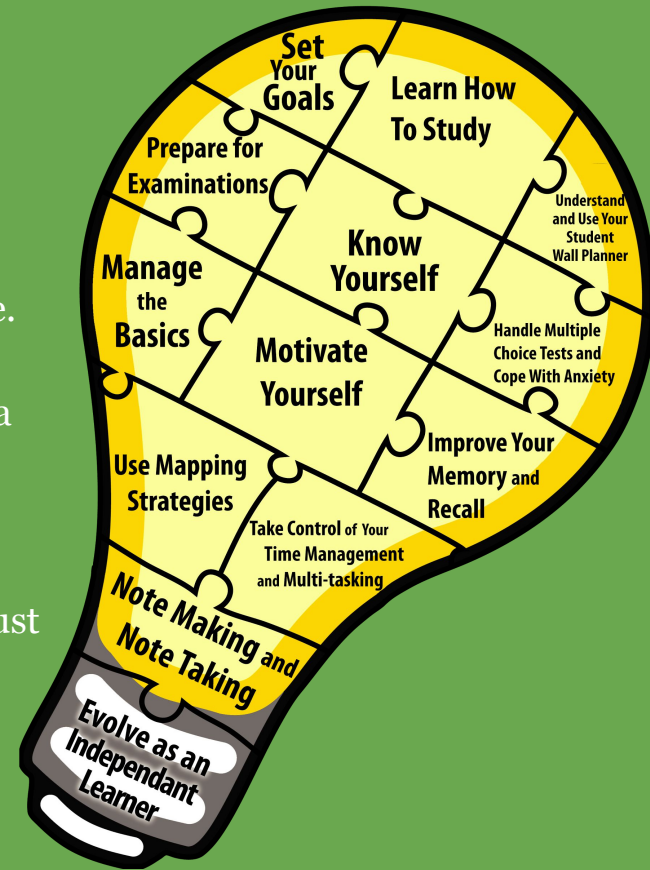 e.
a
ust
Set
Your
Goals
Learn How
To Study
Prepare for
Examinations
Understand
and Use Your
Student
Wall Planner
Know
Yourself
Manage
the
Basics
Handle Multiple
Choice Tests and
Cope With Anxiety
Motivate
Yourself
Improve Your
Memory and
Recall
Use Mapping
Strategies
Take Control of Your
Time Management
and Multi-tasking
Note Making and
Note Taking
Evolve as an
Independant
Learner